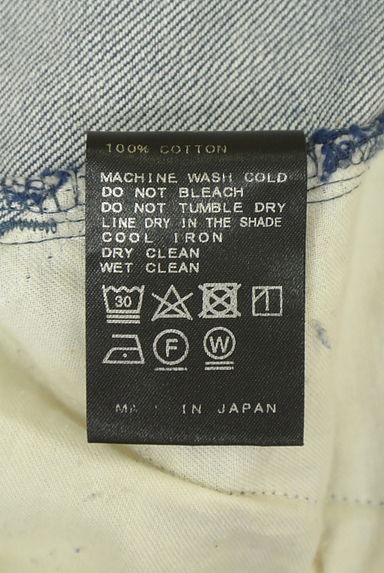 100% COTTON
MACHINE WASH COLD
DO NOT BLEACH
DO NOT TUMBLE DRY
LINE DRY IN THE SHADE
COOL IRON
DRY CLEAN
WET CLEAN
30
F W
IN JAPAN